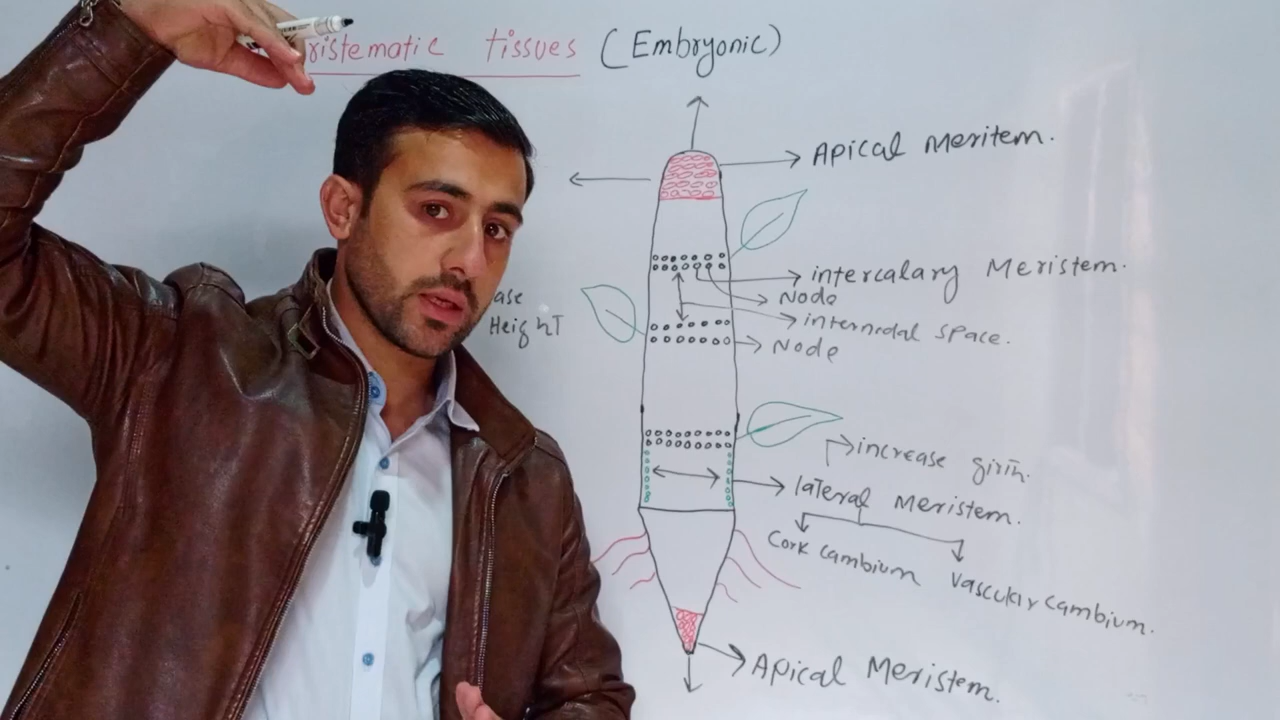 ristematic tissues (Embryonic)
Apical Meritem.
intercalary Meristem.
Node
internodal space.
Node
ase
HeighT
increase girth.
lateral Meristem.
Cork Cambium
Vascular Cambium.
Apical Meristem.